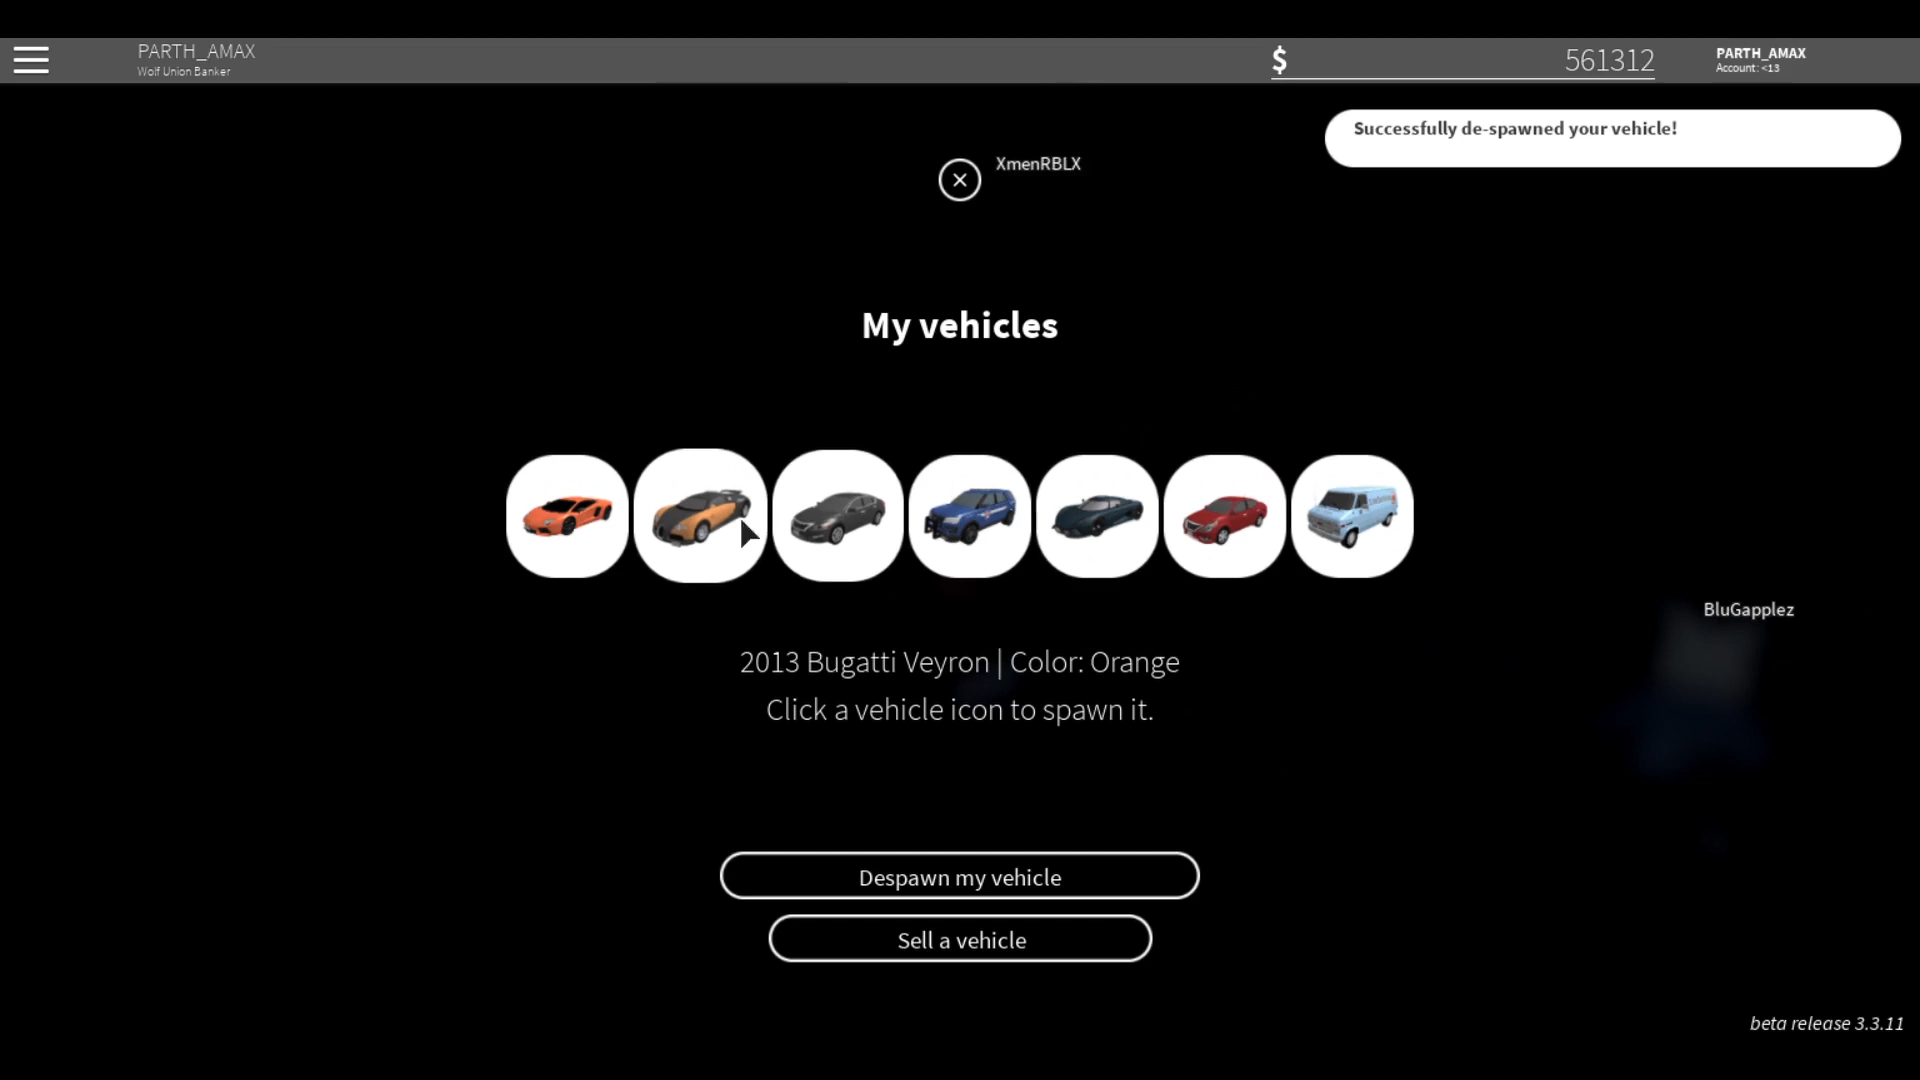 PARTH_AMAX
Wolf Union Banker
$ 561312
PARTH_AMAX
Account: <13
Successfully de-spawned your vehicle!
XmenRBLX
My vehicles
BluGapplez
2013 Bugatti Veyron | Color: Orange
Click a vehicle icon to spawn it.
Despawn my vehicle
Sell a vehicle
beta release 3.3.11